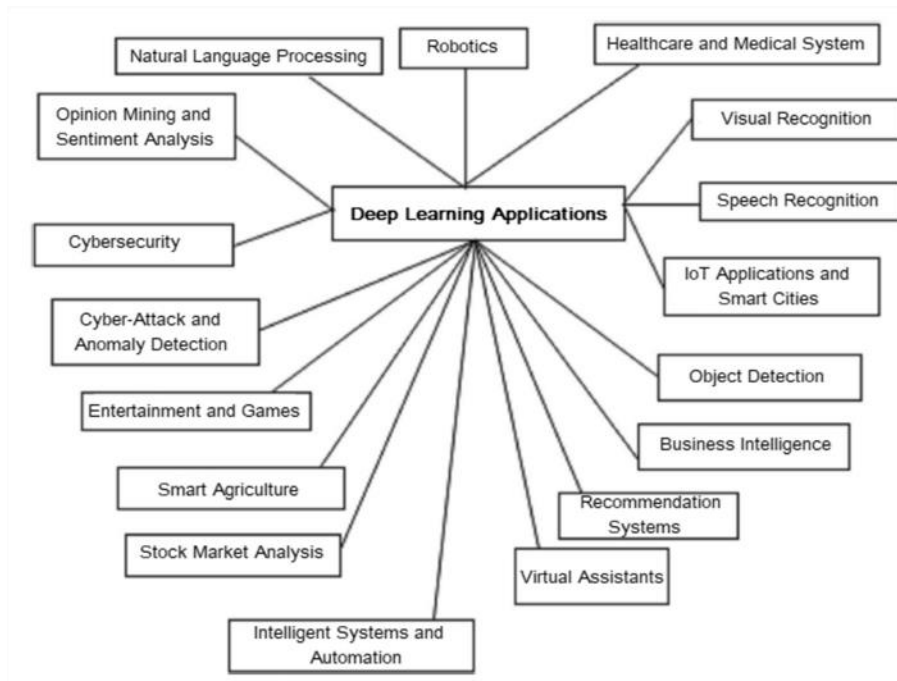 Natural Language Processing
Robotics
Healthcare and Medical System
Opinion Mining and
Sentiment Analysis
Visual Recognition
Deep Learning Applications
Speech Recognition
Cybersecurity
IoT Applications and
Smart Cities
Cyber-Attack and
Anomaly Detection
Object Detection
Entertainment and Games
Business Intelligence
Smart Agriculture
Recommendation
Systems
Stock Market Analysis
Virtual Assistants
Intelligent Systems and
Automation